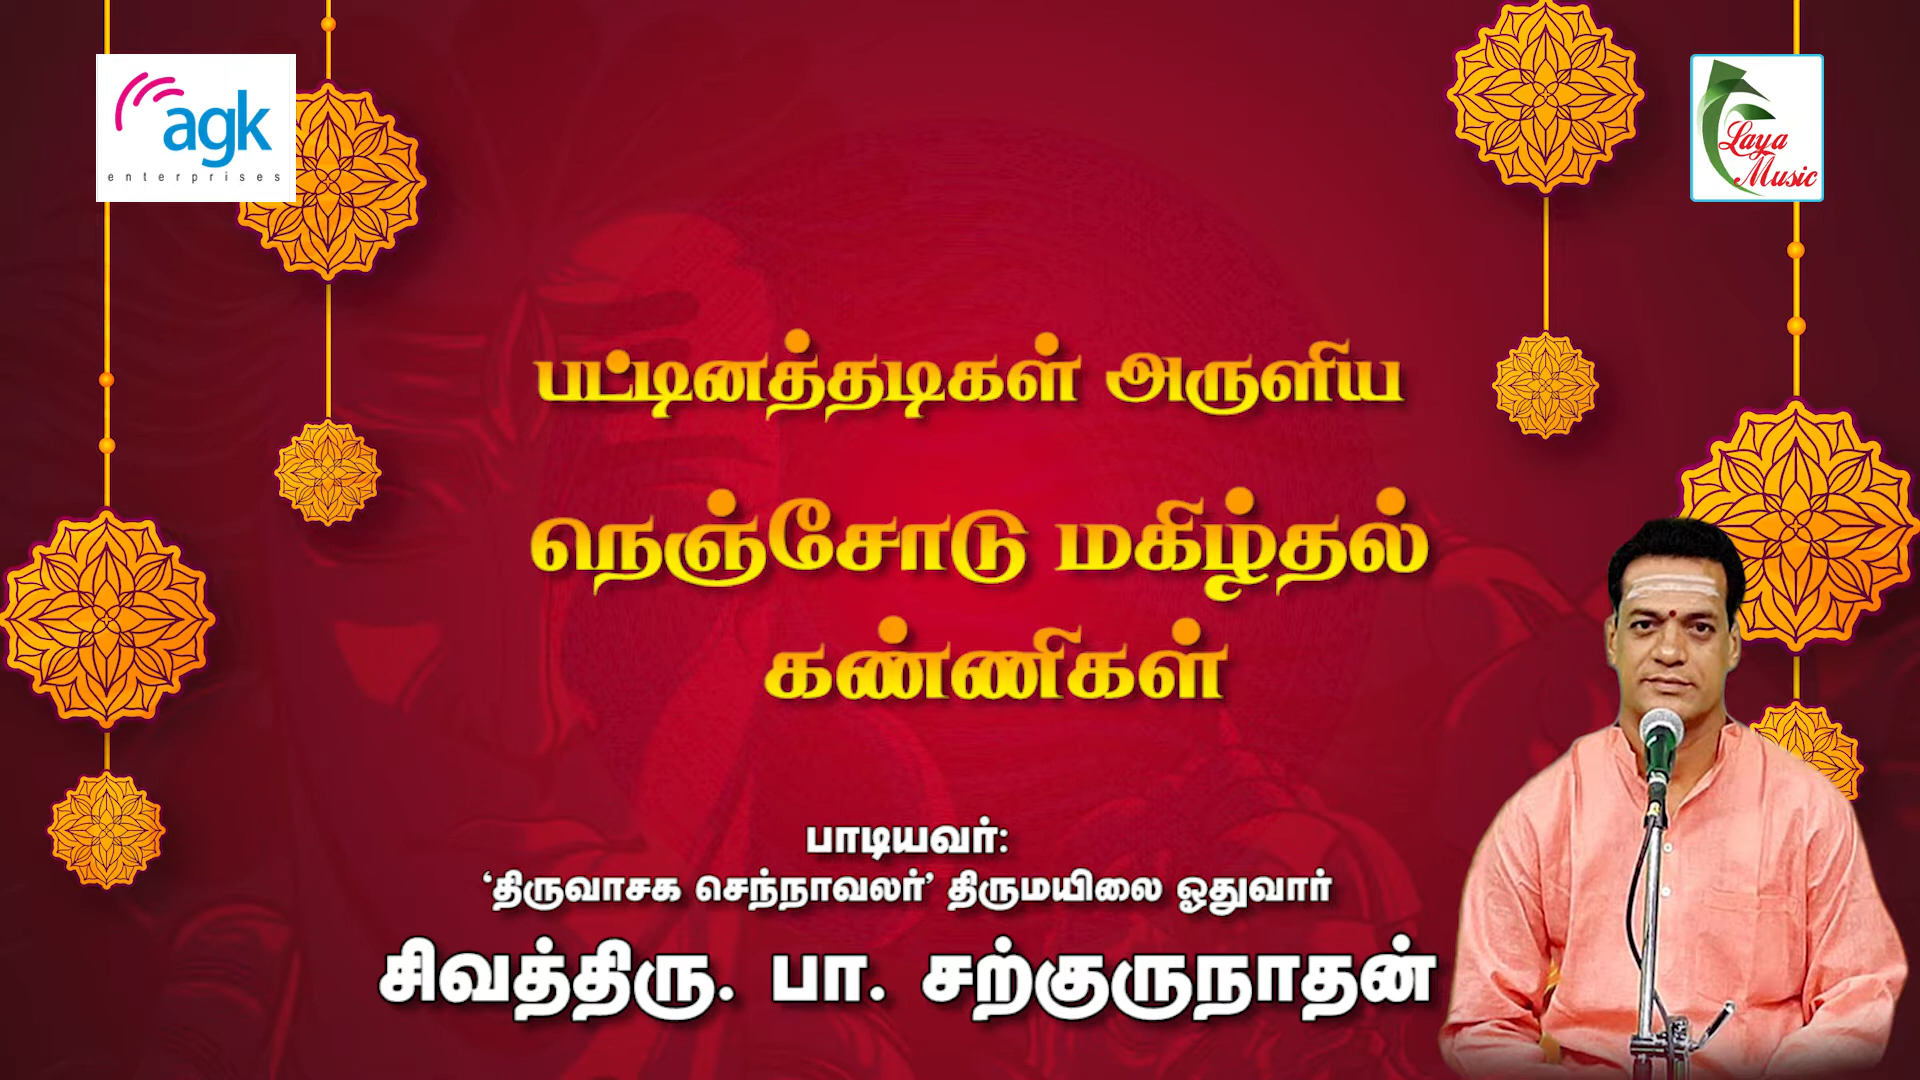 agk
enterprises
Laya
Music
பட்டினத்தடிகள் அருளிய
நெஞ்சோடு மகிழ்தல்
கண்ணிகள்
பாடியவர்:
‘திருவாசக செந்நாவலர்’ திருமயிலை ஓதுவார்
சிவத்திரு. பா. சற்குருநாதன்